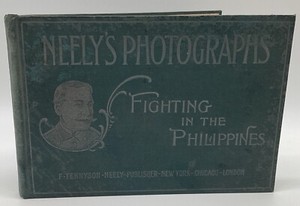 NEELY'S PHOTOGRAPHS
FIGHTING
IN THE
PHILIPPINES
F. TENNYSON NEELY PUBLISHER NEW YORK CHICAGO LONDON